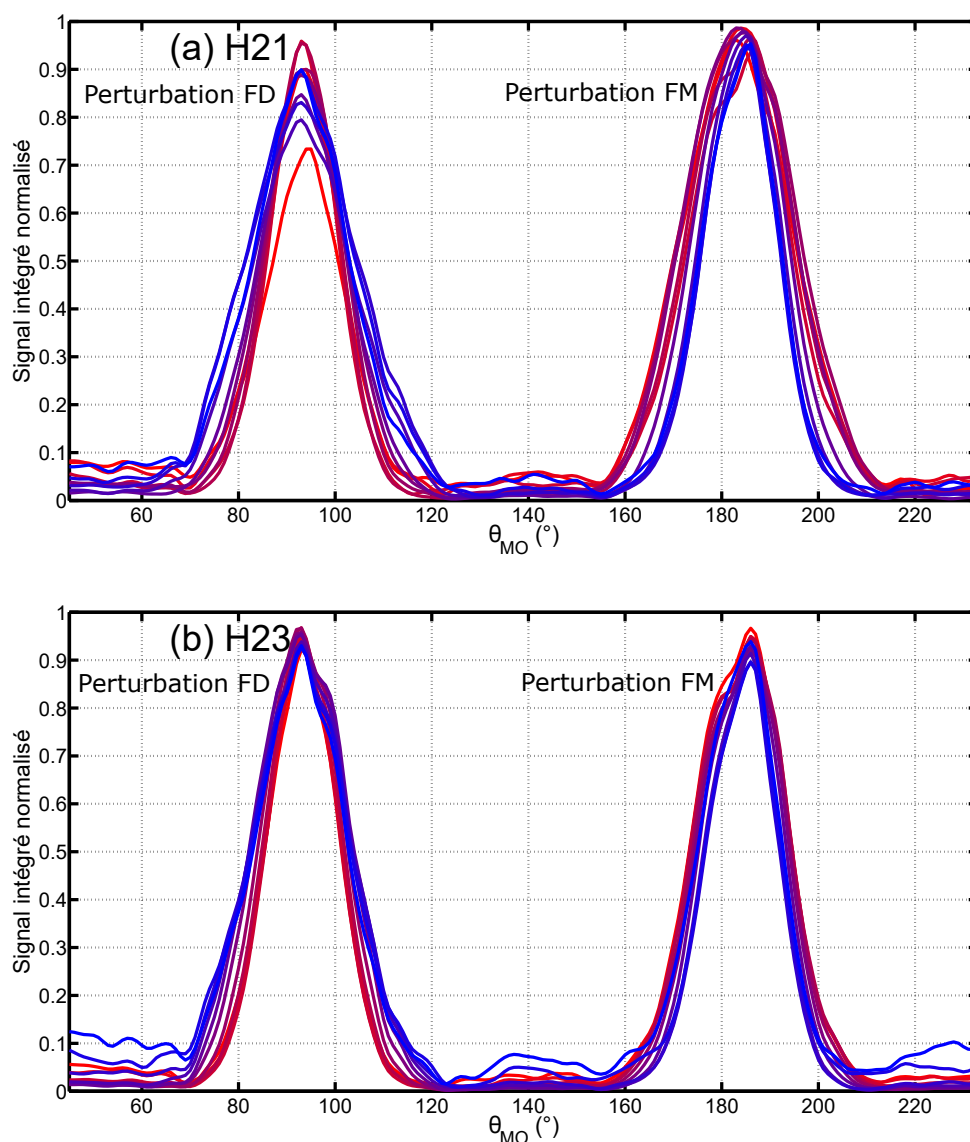 1
(a) H21
0.9
Perturbation FD
Perturbation FM
0.8
0.7
0.6
0.5
0.4
0.3
0.2
0.1
0
Signal intégré normalisé
60 80 100 120 140 160 180 200 220
θMO (°)
1
(b) H23
0.9
Perturbation FD
Perturbation FM
0.8
0.7
0.6
0.5
0.4
0.3
0.2
0.1
0
Signal intégré normalisé
60 80 100 120 140 160 180 200 220
θMO (°)